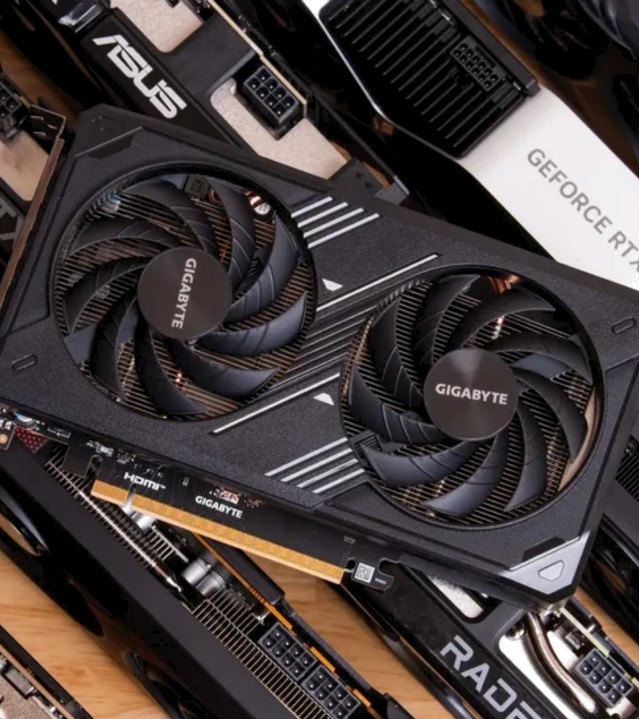 ASUS
GEFORCE RTX
GIGABYTE
GIGABYTE
HDMI
GIGABYTE
RADE